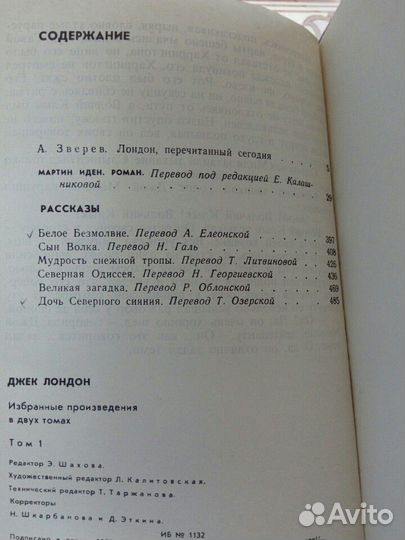 СОДЕРЖАНИЕ
А. Зверев. Лондон, перечитанный сегодня 5
МАРТИН ИДЕН. РОМАН. Перевод под редакцией Е. Калаш-
никовой 29
РАССКАЗЫ
Белое Безмолвие. Перевод А. Елеонской 397
Сын Волка. Перевод Н. Галь 408
Мудрость снежной тропы. Перевод Т. Литвиновой 426
Северная Одиссея. Перевод Н. Георгиевской 436
Великая загадка. Перевод Р. Облонской 469
Дочь Северного сияния. Перевод Т. Озерской 485
ДЖЕК ЛОНДОН
Избранные произведения
в двух томах
Том 1
Редактор Э. Шахова.
Художественный редактор Л. Калитовская.
Технический редактор Т. Таржанова.
Корректоры
Н. Шкарбанова и Д. Эткина.
ИБ № 1132
Avito